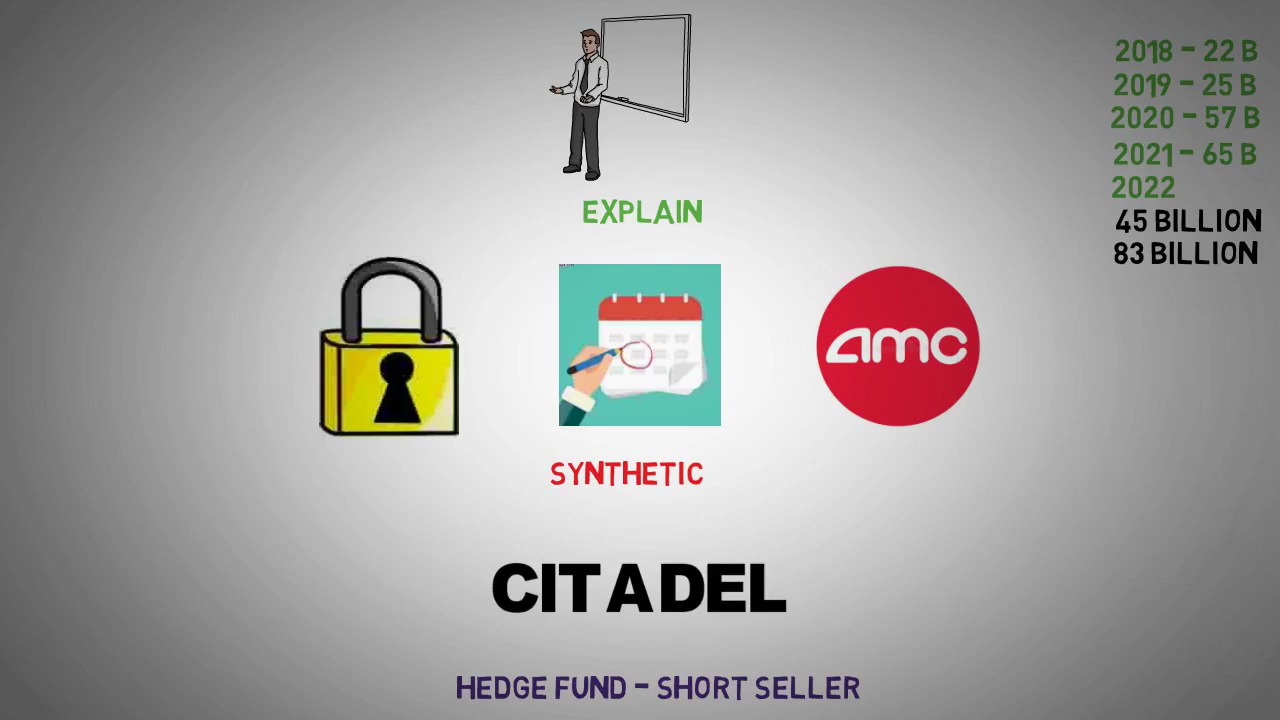 2018 - 22 B
2019 - 25 B
2020 - 57 B
2021 - 65 B
2022
45 BILLION
83 BILLION
EXPLAIN
amc
SYNTHETIC
CITADEL
HEDGE FUND - SHORT SELLER